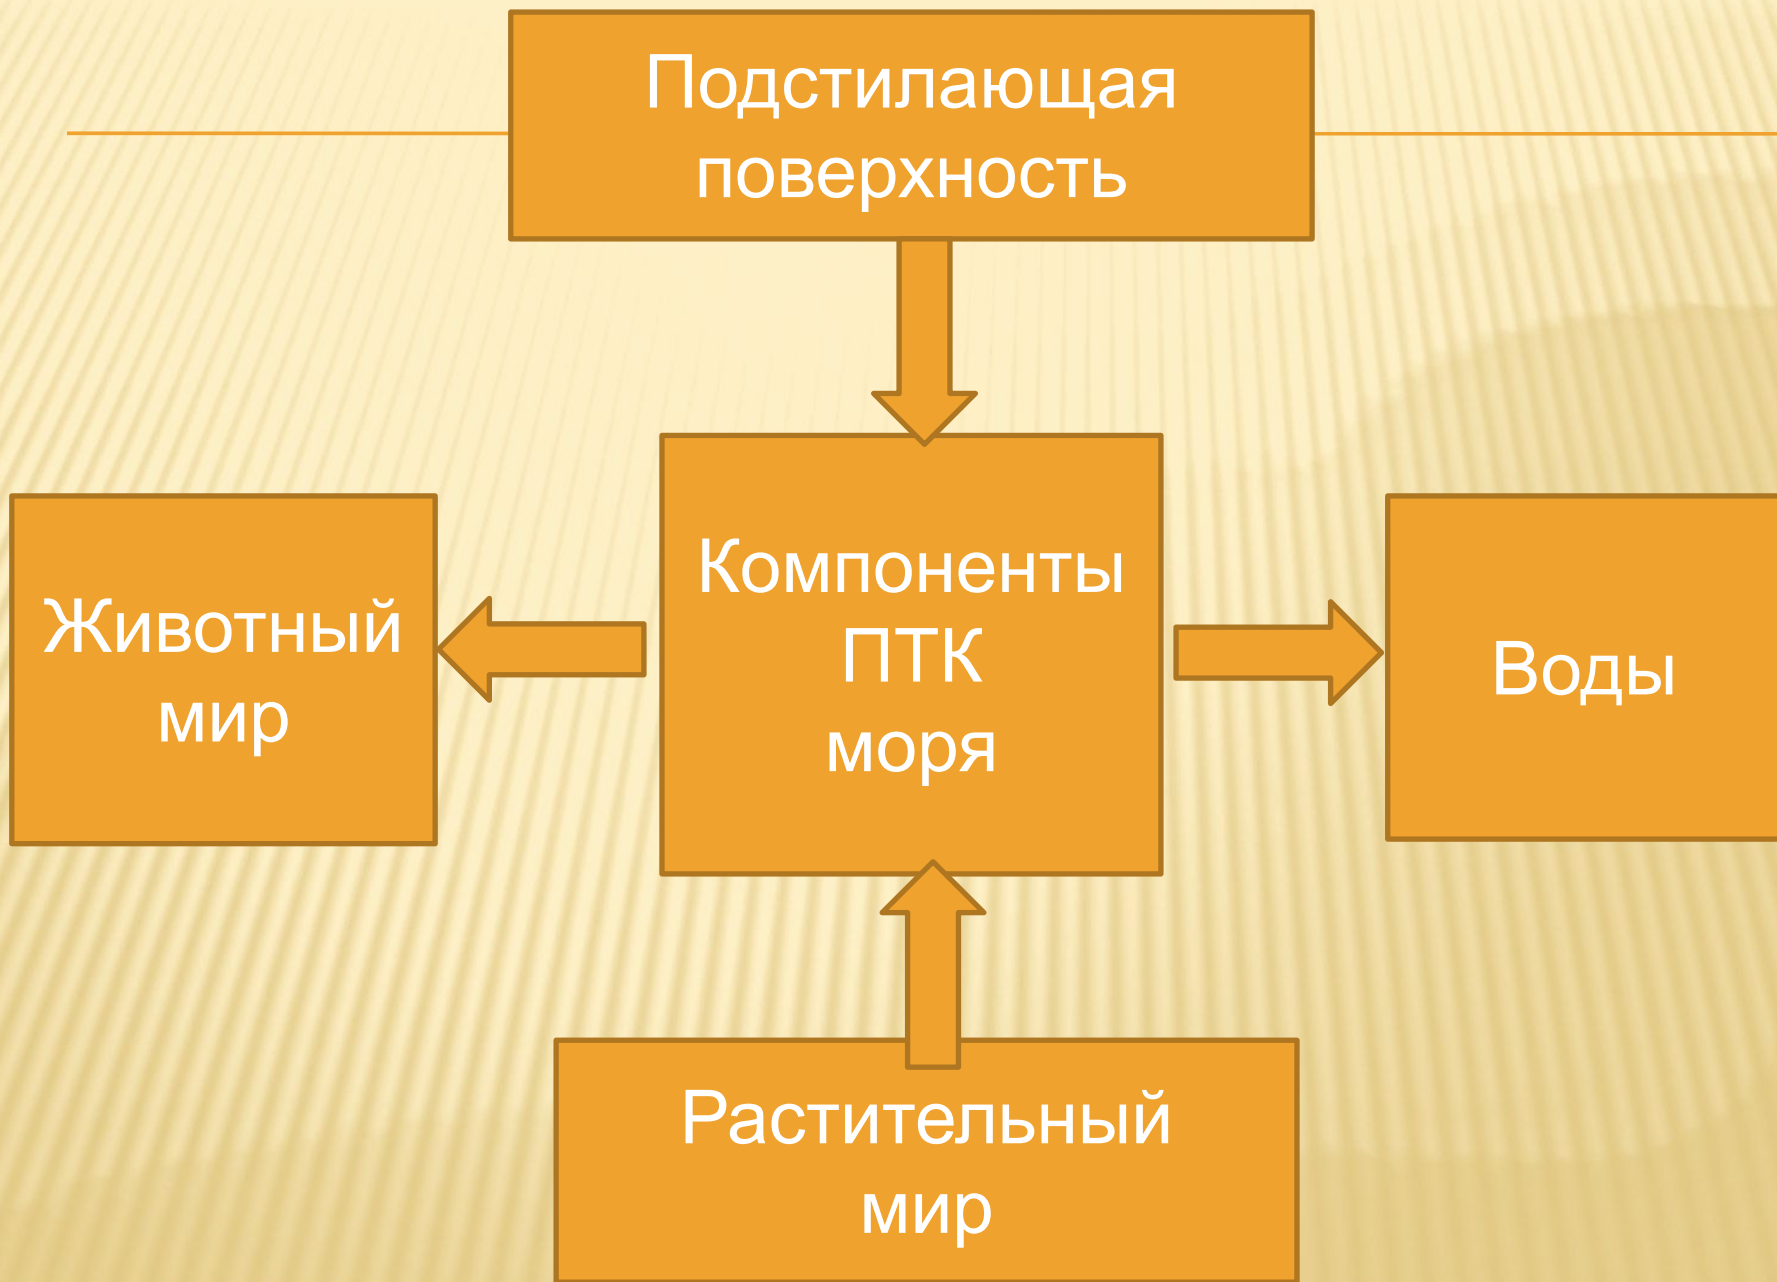 Подстилающая
поверхность
Животный
мир
Компоненты
ПТК
моря
Воды
Растительный
мир